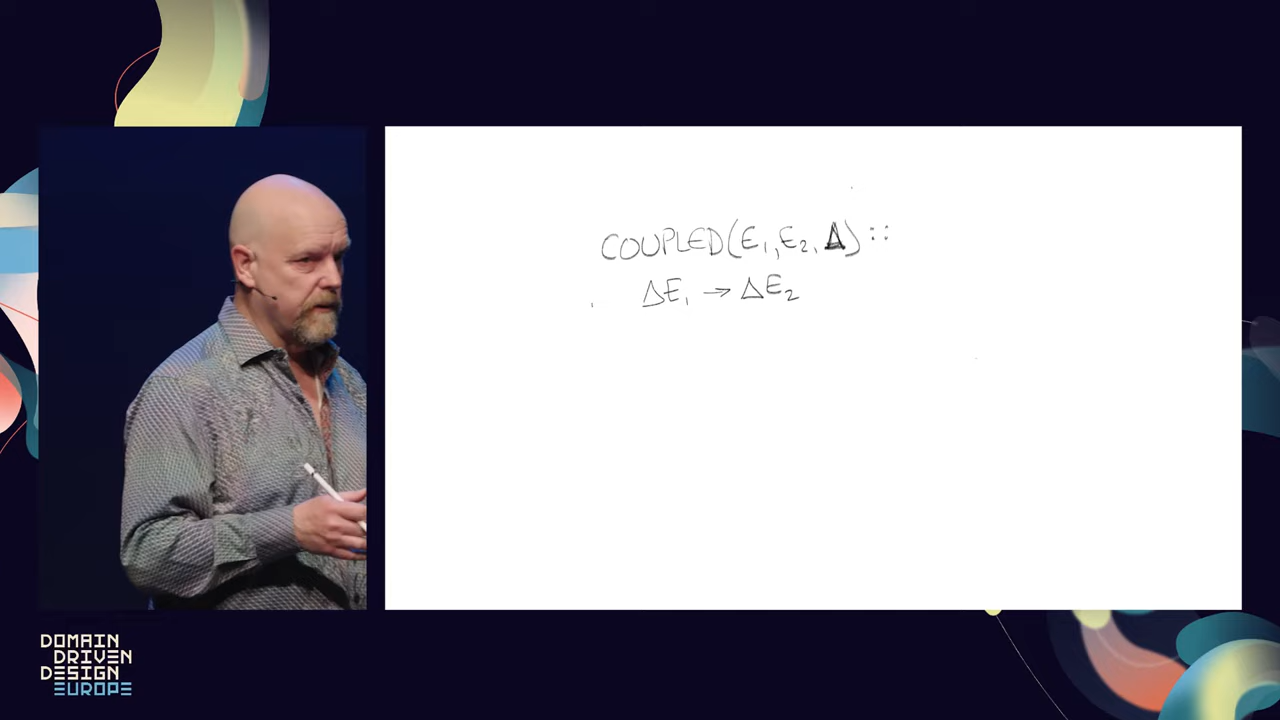 COUPLED(E₁,E₂,Δ)::
ΔE₁ → ΔE₂
DOMAIN
DRIVEN
DESIGN
EUROPE